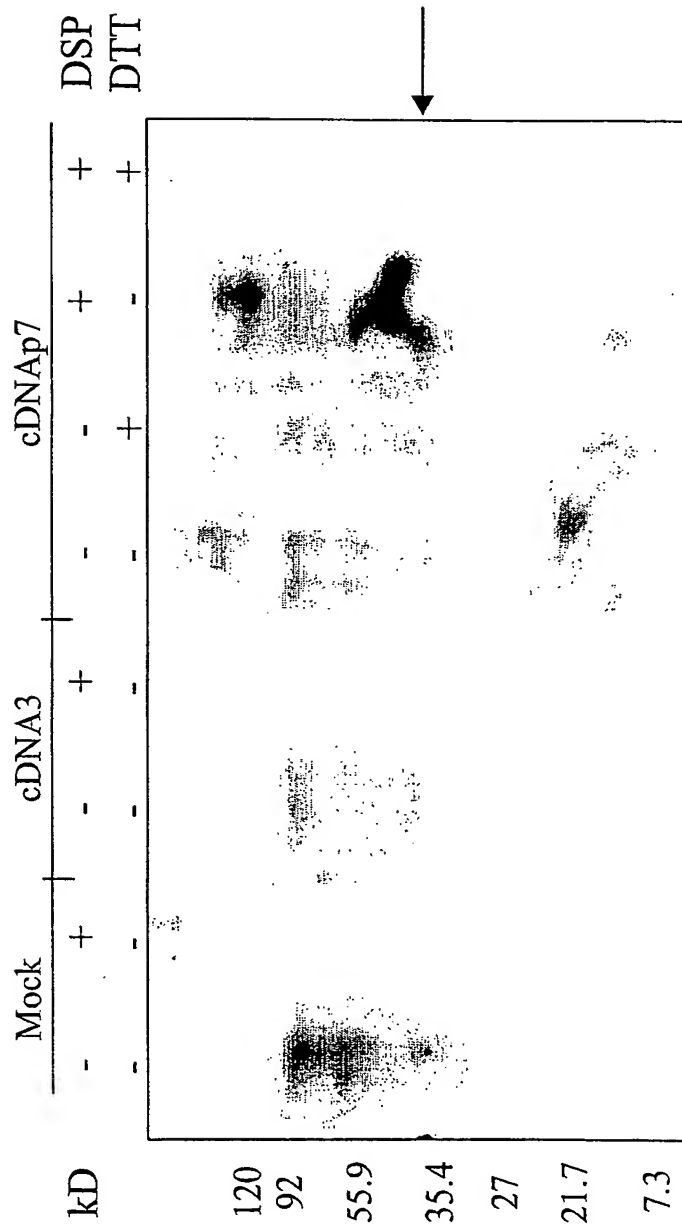 Mock cDNA3 cDNAp7
kD - + - + - - + + DSP
- - - - - + - + DTT
120
92
55.9
35.4
27
21.7
7.3